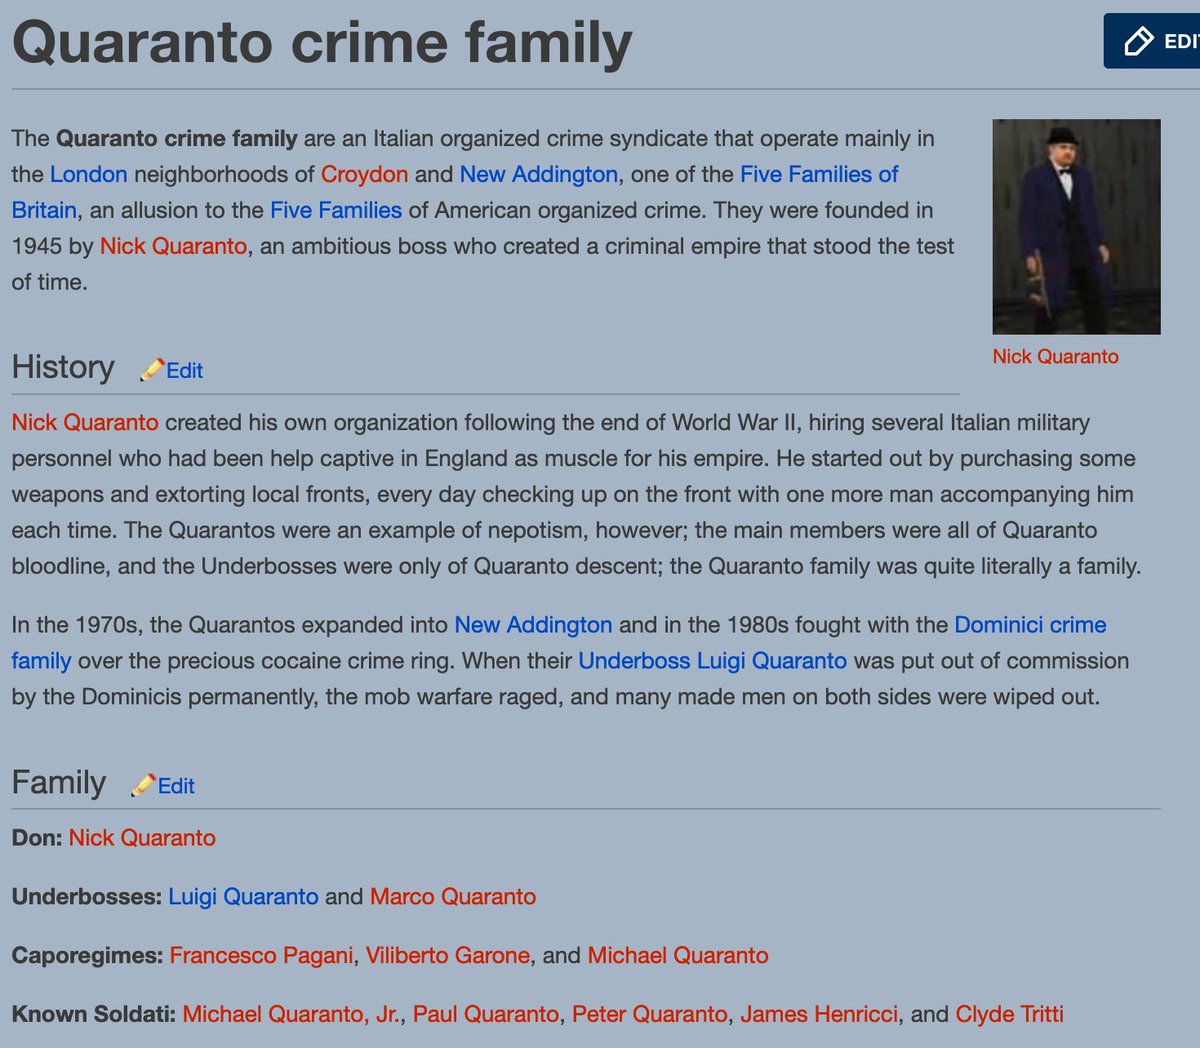 Quaranto crime family
EDI
The Quaranto crime family are an Italian organized crime syndicate that operate mainly in
the London neighborhoods of Croydon and New Addington, one of the Five Families of
Britain, an allusion to the Five Families of American organized crime. They were founded in
1945 by Nick Quaranto, an ambitious boss who created a criminal empire that stood the test
of time.
Nick Quaranto
History Edit
Nick Quaranto created his own organization following the end of World War II, hiring several Italian military
personnel who had been help captive in England as muscle for his empire. He started out by purchasing some
weapons and extorting local fronts, every day checking up on the front with one more man accompanying him
each time. The Quarantos were an example of nepotism, however; the main members were all of Quaranto
bloodline, and the Underbosses were only of Quaranto descent; the Quaranto family was quite literally a family.
In the 1970s, the Quarantos expanded into New Addington and in the 1980s fought with the Dominici crime
family over the precious cocaine crime ring. When their Underboss Luigi Quaranto was put out of commission
by the Dominicis permanently, the mob warfare raged, and many made men on both sides were wiped out.
Family Edit
Don: Nick Quaranto
Underbosses: Luigi Quaranto and Marco Quaranto
Caporegimes: Francesco Pagani, Viliberto Garone, and Michael Quaranto
Known Soldati: Michael Quaranto, Jr., Paul Quaranto, Peter Quaranto, James Henricci, and Clyde Tritti